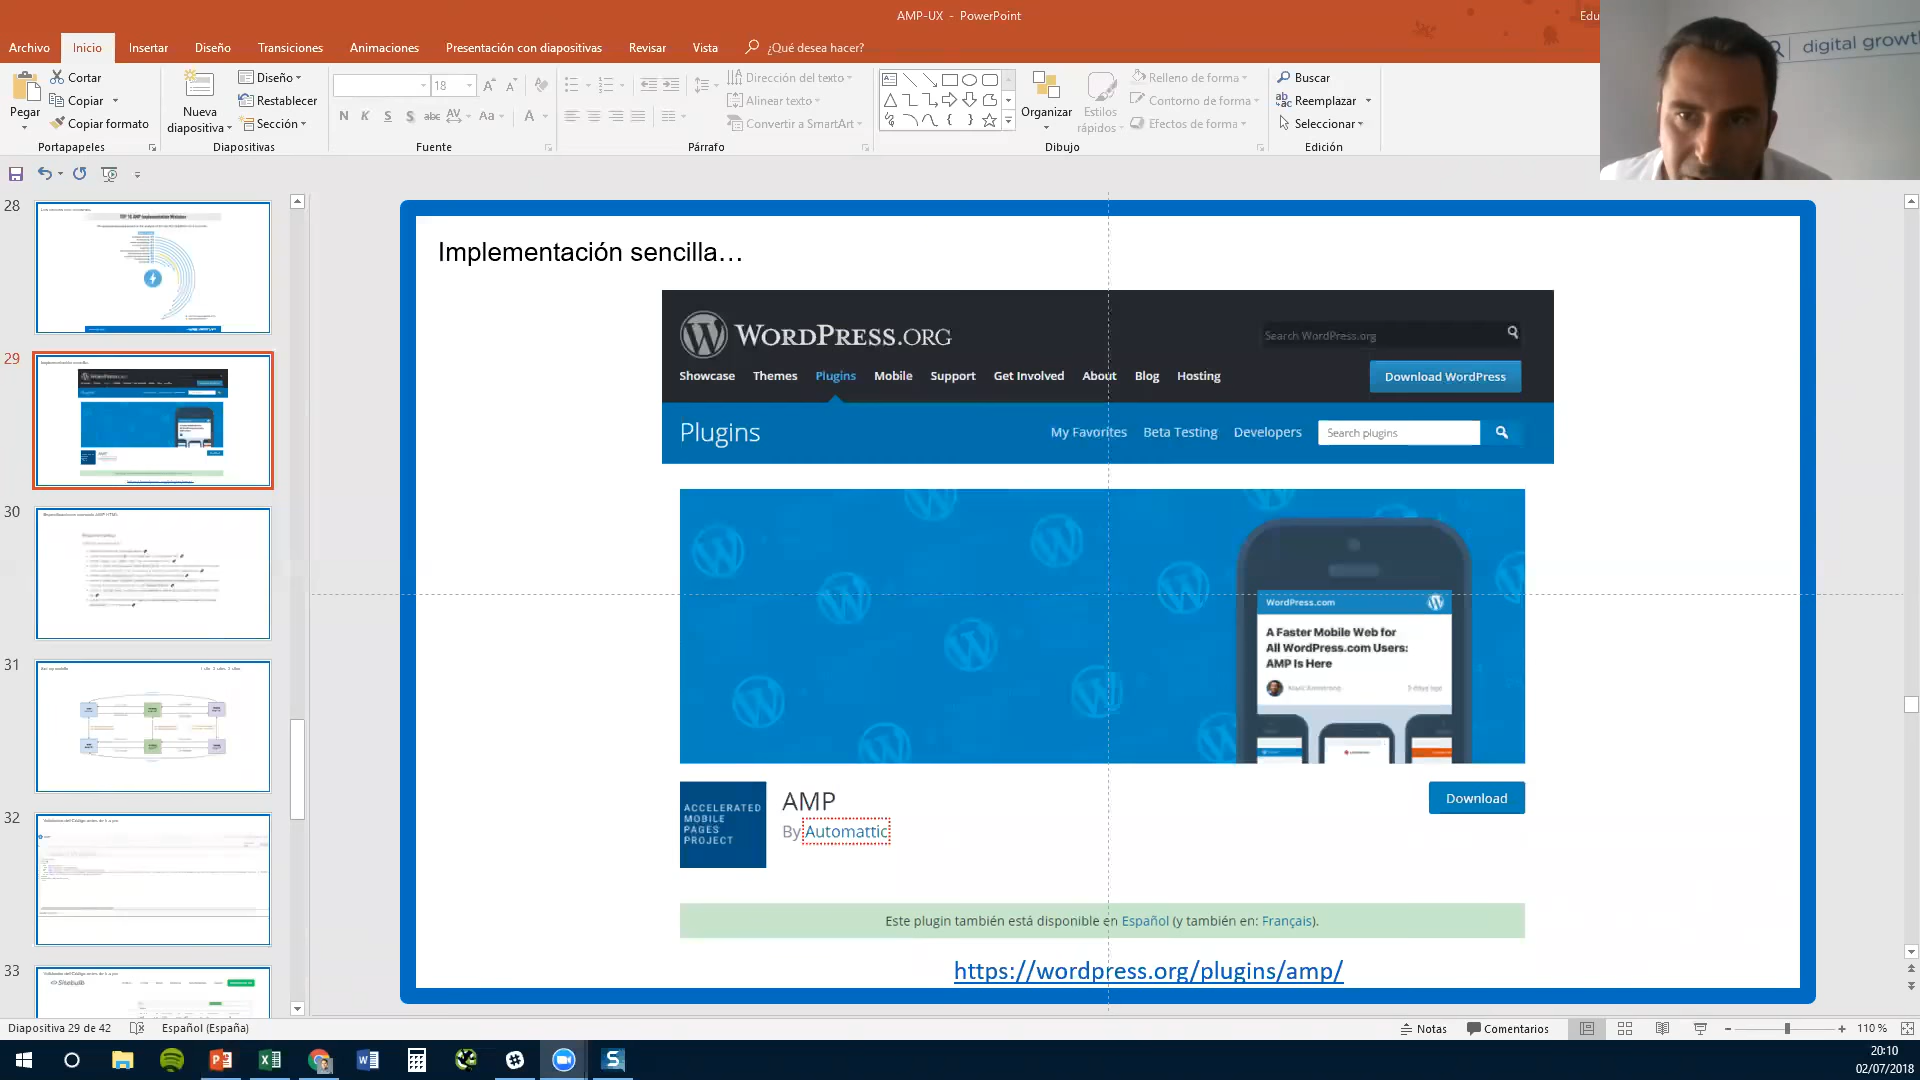 AMP-UX - PowerPoint
Edu
Archivo Inicio Insertar Diseño Transiciones Animaciones Presentación con diapositivas Revisar Vista ¿Qué desea hacer?
digital growth
Pegar
Cortar
Copiar
Copiar formato
Portapapeles
Nueva diapositiva
Diseño
Restablecer
Sección
Diapositivas
18
N K S S abc AV Aa A
Fuente
Dirección del texto
Alinear texto
Convertir a SmartArt
Párrafo
Organizar
Estilos rápidos
Relleno de forma
Contorno de forma
Efectos de forma
Dibujo
Buscar
Reemplazar
Seleccionar
Edición
28
29
30
31
32
33
Sitebulb
Implementación sencilla…
WORDPRESS.ORG
Search WordPress.org
Showcase Themes Plugins Mobile Support Get Involved About Blog Hosting
Download WordPress
Plugins
My Favorites Beta Testing Developers
Search plugins
WordPress.com
A Faster Mobile Web for
All WordPress.com Users:
AMP Is Here
ACCELERATED
MOBILE
PAGES
PROJECT
AMP
By Automattic
Download
Este plugin también está disponible en Español (y también en: Français).
https://wordpress.org/plugins/amp/
Diapositiva 29 de 42 Español (España)
Notas Comentarios 110 %
20:10
02/07/2018